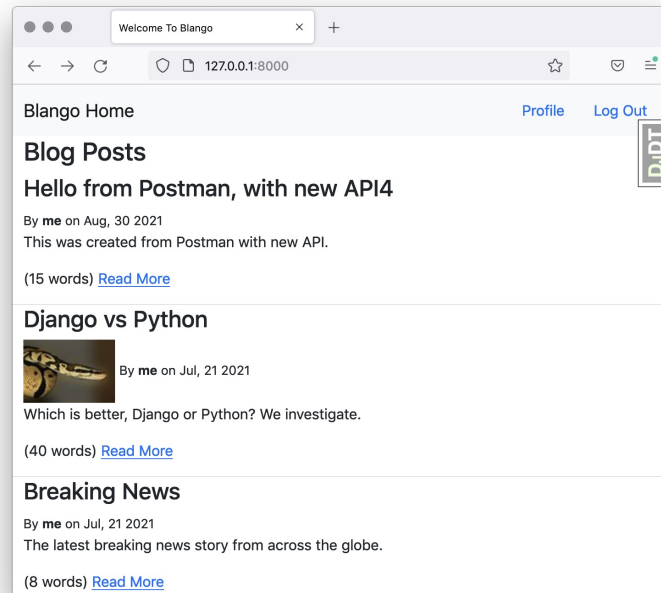 Welcome To Blango
127.0.0.1:8000
Blango Home Profile Log Out
DjDT
Blog Posts
Hello from Postman, with new API4
By me on Aug, 30 2021
This was created from Postman with new API.
(15 words) Read More
Django vs Python
By me on Jul, 21 2021
Which is better, Django or Python? We investigate.
(40 words) Read More
Breaking News
By me on Jul, 21 2021
The latest breaking news story from across the globe.
(8 words) Read More